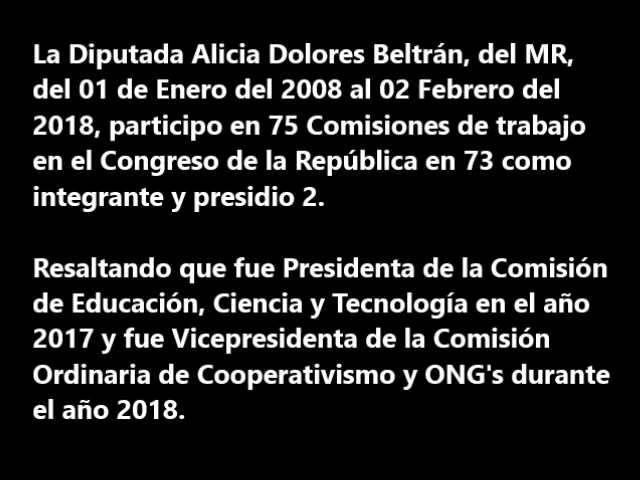 La Diputada Alicia Dolores Beltrán, del MR,
del 01 de Enero del 2008 al 02 Febrero del
2018, participo en 75 Comisiones de trabajo
en el Congreso de la República en 73 como
integrante y presidio 2.
Resaltando que fue Presidenta de la Comisión
de Educación, Ciencia y Tecnología en el año
2017 y fue Vicepresidenta de la Comisión
Ordinaria de Cooperativismo y ONG's durante
el año 2018.